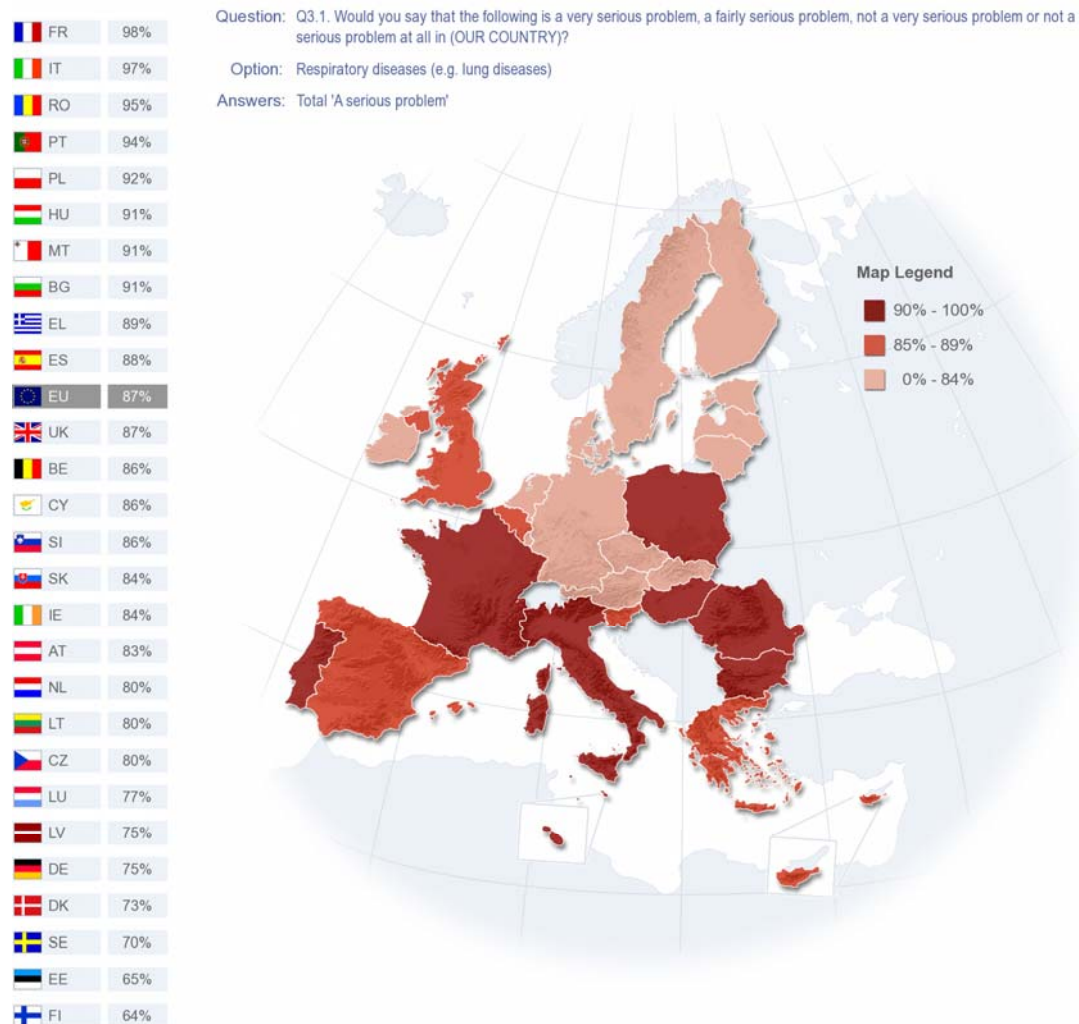 Question: Q3.1. Would you say that the following is a very serious problem, a fairly serious problem, not a very serious problem or not a
serious problem at all in (OUR COUNTRY)?
Option: Respiratory diseases (e.g. lung diseases)
Answers: Total 'A serious problem'
FR 98%
IT 97%
RO 95%
PT 94%
PL 92%
HU 91%
MT 91%
BG 91%
EL 89%
ES 88%
EU 87%
UK 87%
BE 86%
CY 86%
SI 86%
SK 84%
IE 84%
AT 83%
NL 80%
LT 80%
CZ 80%
LU 77%
LV 75%
DE 75%
DK 73%
SE 70%
EE 65%
FI 64%
Map Legend
90% - 100%
85% - 89%
0% - 84%